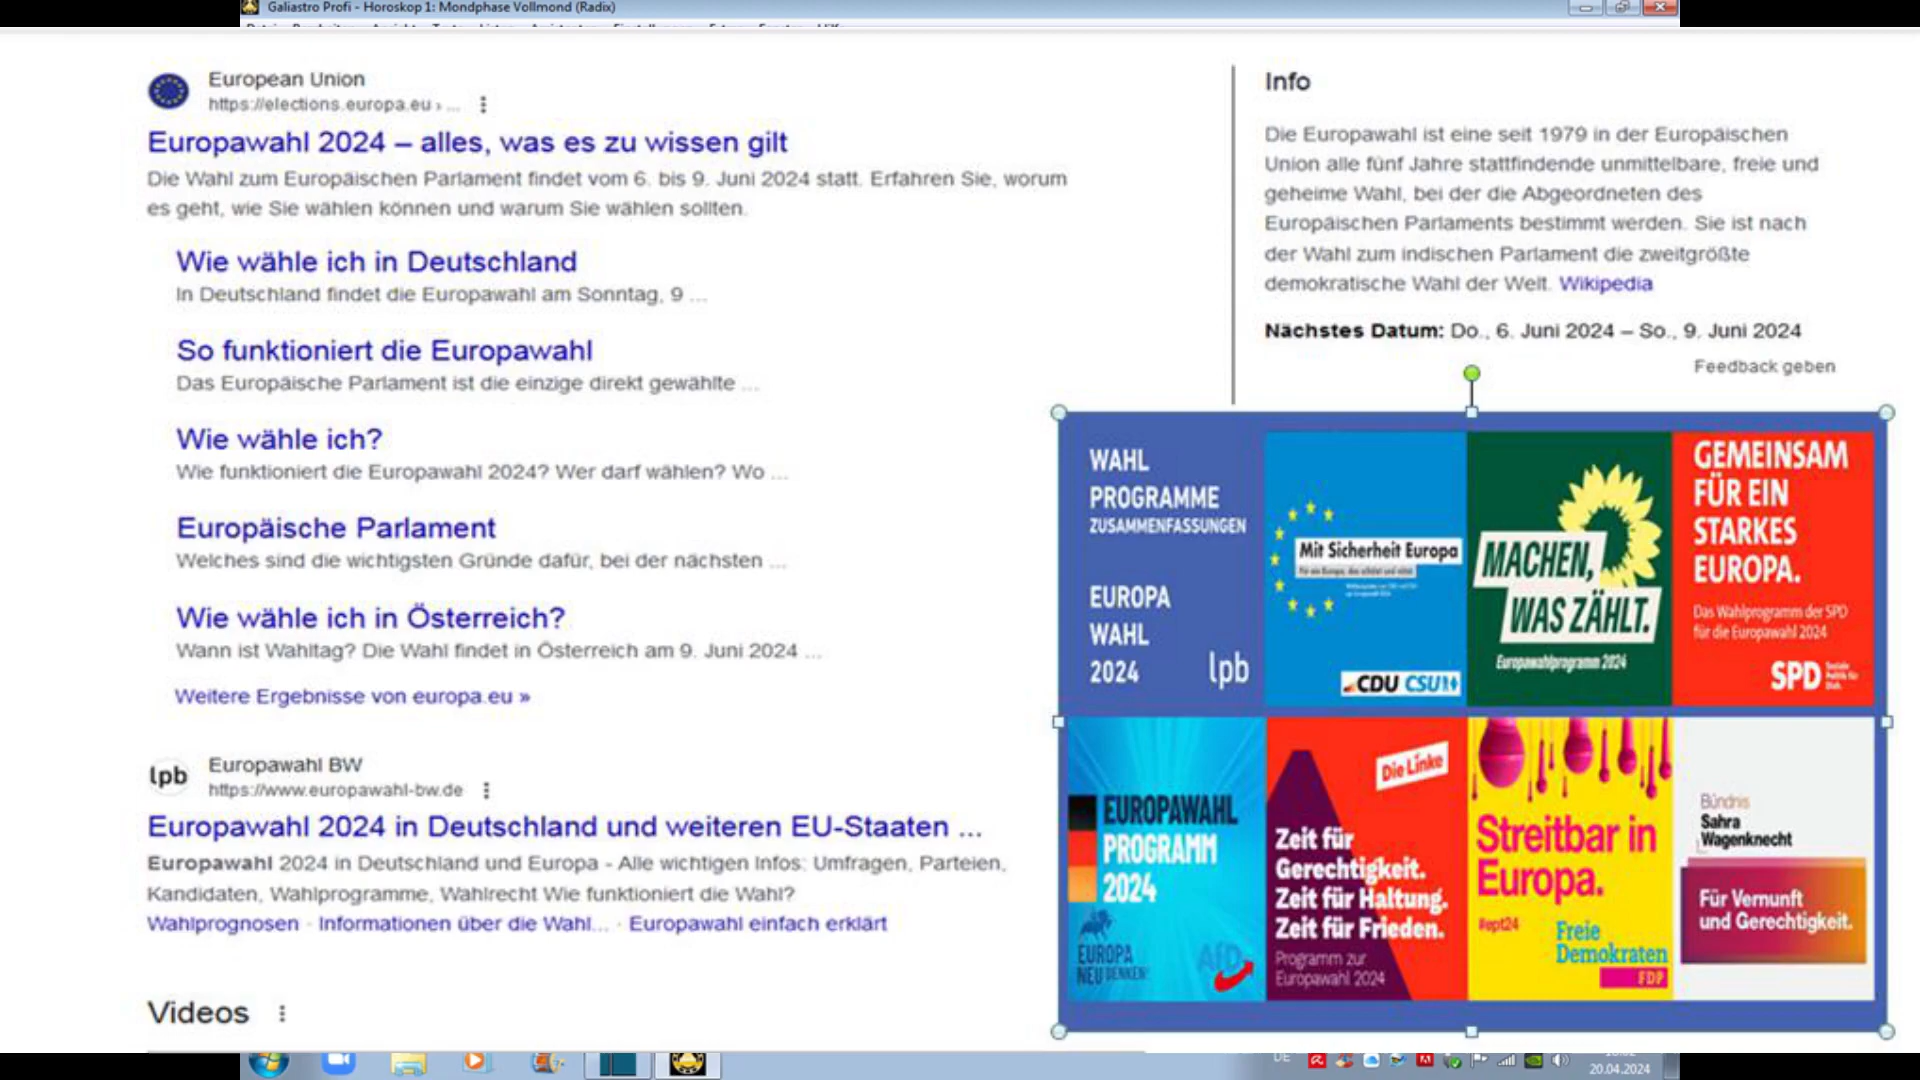 Galiastro Profi - Horoskop 1: Mondphase Vollmond (Radix)
European Union
https://elections.europa.eu › ...
Europawahl 2024 – alles, was es zu wissen gilt
Die Wahl zum Europäischen Parlament findet vom 6. bis 9. Juni 2024 statt. Erfahren Sie, worum
es geht, wie Sie wählen können und warum Sie wählen sollten.
Wie wähle ich in Deutschland
In Deutschland findet die Europawahl am Sonntag, 9 ...
So funktioniert die Europawahl
Das Europäische Parlament ist die einzige direkt gewählte ...
Wie wähle ich?
Wie funktioniert die Europawahl 2024? Wer darf wählen? Wo ...
Europäische Parlament
Welches sind die wichtigsten Gründe dafür, bei der nächsten ...
Wie wähle ich in Österreich?
Wann ist Wahltag? Die Wahl findet in Österreich am 9. Juni 2024 ...
Weitere Ergebnisse von europa.eu »
lpb
Europawahl BW
https://www.europawahl-bw.de
Europawahl 2024 in Deutschland und weiteren EU-Staaten ...
Europawahl 2024 in Deutschland und Europa - Alle wichtigen Infos: Umfragen, Parteien,
Kandidaten, Wahlprogramme, Wahlrecht Wie funktioniert die Wahl?
Wahlprognosen · Informationen über die Wahl... · Europawahl einfach erklärt
Videos
Info
Die Europawahl ist eine seit 1979 in der Europäischen
Union alle fünf Jahre stattfindende unmittelbare, freie und
geheime Wahl, bei der die Abgeordneten des
Europäischen Parlaments bestimmt werden. Sie ist nach
der Wahl zum indischen Parlament die zweitgrößte
demokratische Wahl der Welt. Wikipedia
Nächstes Datum: Do., 6. Juni 2024 – So., 9. Juni 2024
Feedback geben
WAHL
PROGRAMME
ZUSAMMENFASSUNGEN
EUROPA
WAHL
2024
lpb
Mit Sicherheit Europa
CDU CSU
MACHEN,
WAS ZÄHLT.
Europawahlprogramm 2024
GEMEINSAM
FÜR EIN
STARKES
EUROPA.
Das Wahlprogramm der SPD
für die Europawahl 2024
SPD
EUROPAWAHL
PROGRAMM
2024
EUROPA
NEU DENKEN!
AfD
Die Linke
Zeit für
Gerechtigkeit.
Zeit für Haltung.
Zeit für Frieden.
Programm zur
Europawahl 2024
Streitbar in
Europa.
#ept24
Freie
Demokraten
FDP
Bündnis
Sahra
Wagenknecht
Für Vernunft
und Gerechtigkeit.
DE
20.04.2024